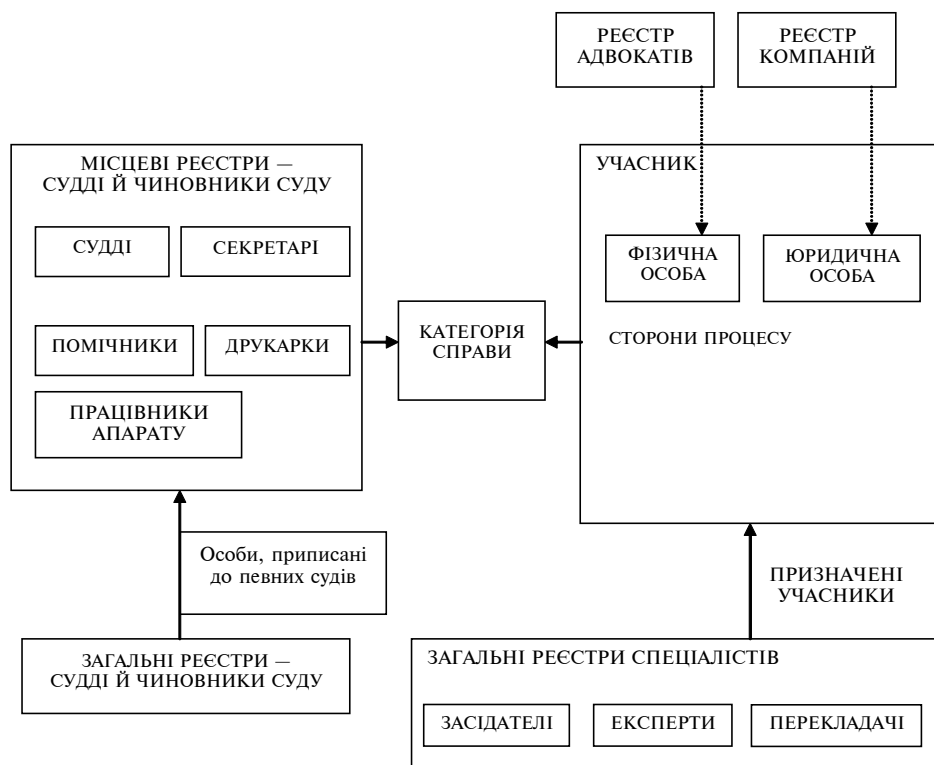 РЕЄСТР
АДВОКАТІВ
РЕЄСТР
КОМПАНІЙ
МІСЦЕВІ РЕЄСТРИ —
СУДДІ Й ЧИНОВНИКИ СУДУ
СУДДІ
СЕКРЕТАРІ
ПОМІЧНИКИ
ДРУКАРКИ
ПРАЦІВНИКИ
АПАРАТУ
КАТЕГОРІЯ
СПРАВИ
УЧАСНИК
ФІЗИЧНА
ОСОБА
ЮРИДИЧНА
ОСОБА
СТОРОНИ ПРОЦЕСУ
Особи, приписані
до певних судів
ПРИЗНАЧЕНІ
УЧАСНИКИ
ЗАГАЛЬНІ РЕЄСТРИ —
СУДДІ Й ЧИНОВНИКИ СУДУ
ЗАГАЛЬНІ РЕЄСТРИ СПЕЦІАЛІСТІВ
ЗАСІДАТЕЛІ
ЕКСПЕРТИ
ПЕРЕКЛАДАЧІ